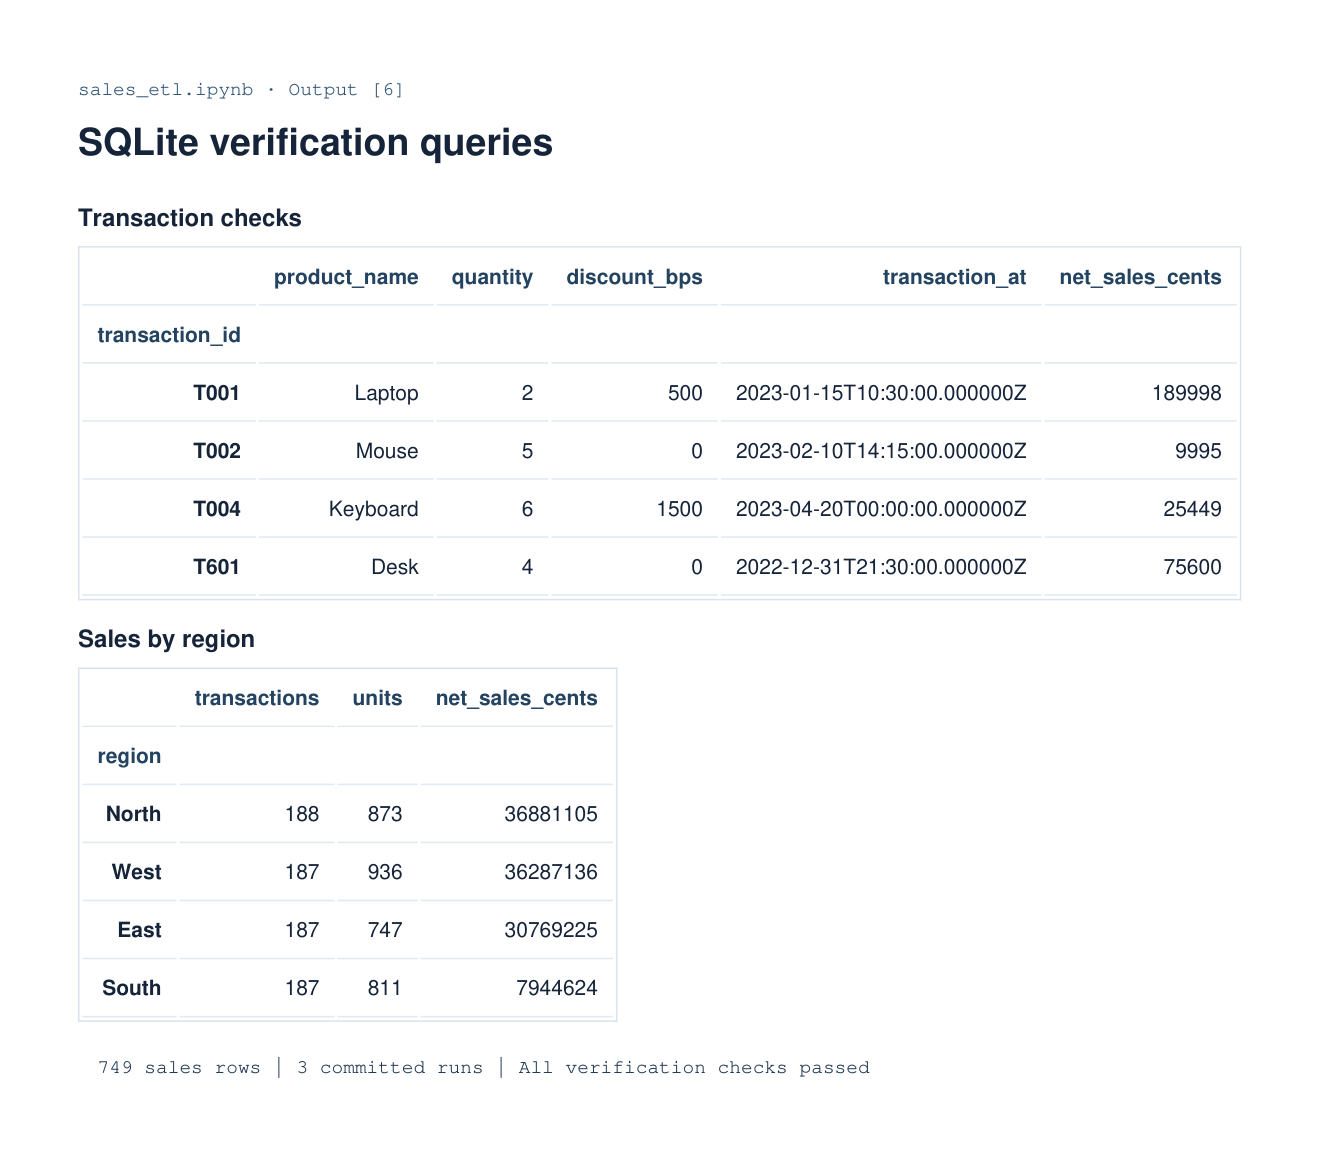 sales_etl.ipynb · Output [6]
SQLite verification queries
Transaction checks
product_name quantity discount_bps transaction_at net_sales_cents
transaction_id
T001 Laptop 2 500 2023-01-15T10:30:00.000000Z 189998
T002 Mouse 5 0 2023-02-10T14:15:00.000000Z 9995
T004 Keyboard 6 1500 2023-04-20T00:00:00.000000Z 25449
T601 Desk 4 0 2022-12-31T21:30:00.000000Z 75600
Sales by region
transactions units net_sales_cents
region
North 188 873 36881105
West 187 936 36287136
East 187 747 30769225
South 187 811 7944624
749 sales rows | 3 committed runs | All verification checks passed